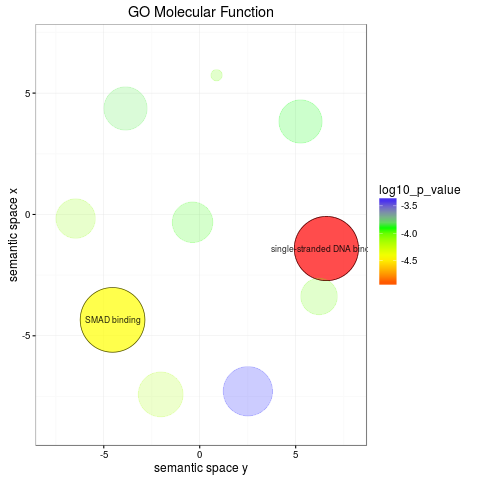 GO Molecular Function
5
0
-5
semantic space x
single-stranded DNA bind
SMAD binding
-5
0
5
semantic space y
log10_p_value
-3.5
-4.0
-4.5